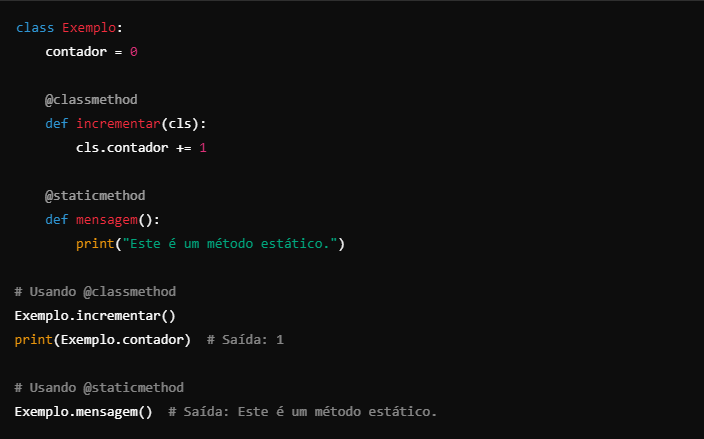 class Exemplo:
    contador = 0

    @classmethod
    def incrementar(cls):
        cls.contador += 1

    @staticmethod
    def mensagem():
        print("Este é um método estático.")

# Usando @classmethod
Exemplo.incrementar()
print(Exemplo.contador)  # Saída: 1

# Usando @staticmethod
Exemplo.mensagem()  # Saída: Este é um método estático.